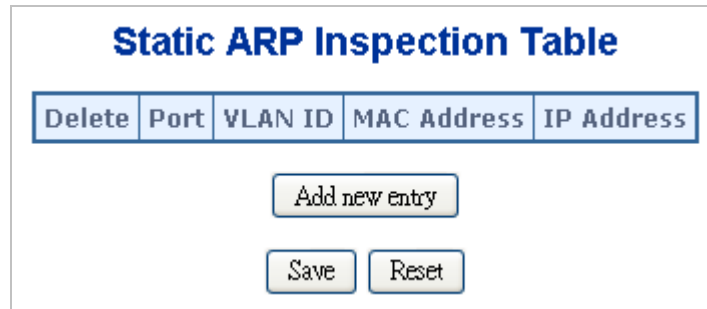 Static ARP Inspection Table
Delete Port VLAN ID MAC Address IP Address
Add new entry
Save Reset